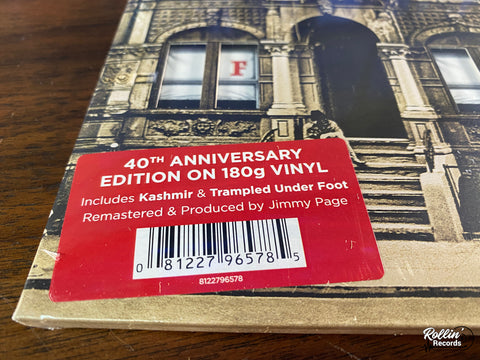 F
40TH ANNIVERSARY
EDITION ON 180g VINYL
Includes Kashmir & Trampled Under Foot
Remastered & Produced by Jimmy Page
0 81227 96578 5
8122796578
Rollin'
Records